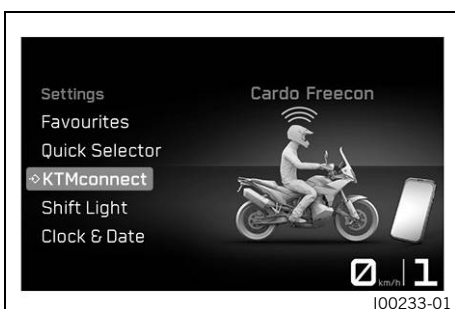 Settings
Cardo Freecon
Favourites
Quick Selector
KTMconnect
Shift Light
Clock & Date
0 km/h 1
I00233-01